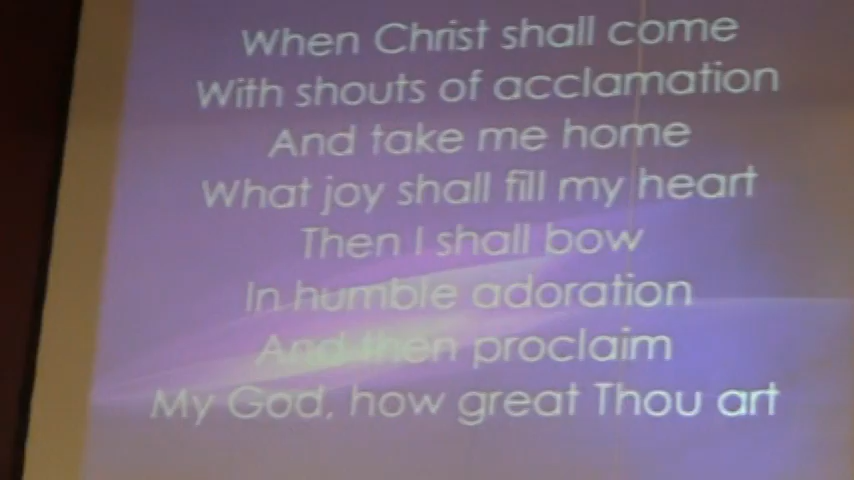 When Christ shall come
With shouts of acclamation
And take me home
What joy shall fill my heart
Then I shall bow
In humble adoration
And then proclaim
My God, how great Thou art